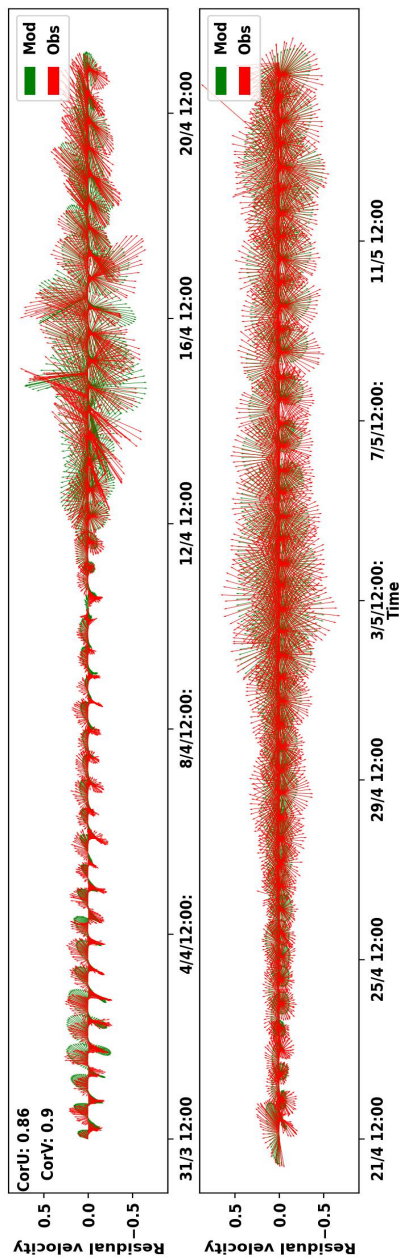 CorU: 0.86
CorV: 0.9
Mod
Obs
Residual velocity
0.5
0.0
−0.5
31/3 12:00
4/4/12:00:
8/4/12:00:
12/4 12:00
16/4 12:00
20/4 12:00
Mod
Obs
Residual velocity
0.5
0.0
−0.5
21/4 12:00
25/4 12:00
29/4 12:00
3/5/12:00:
7/5/12:00:
11/5 12:00
Time